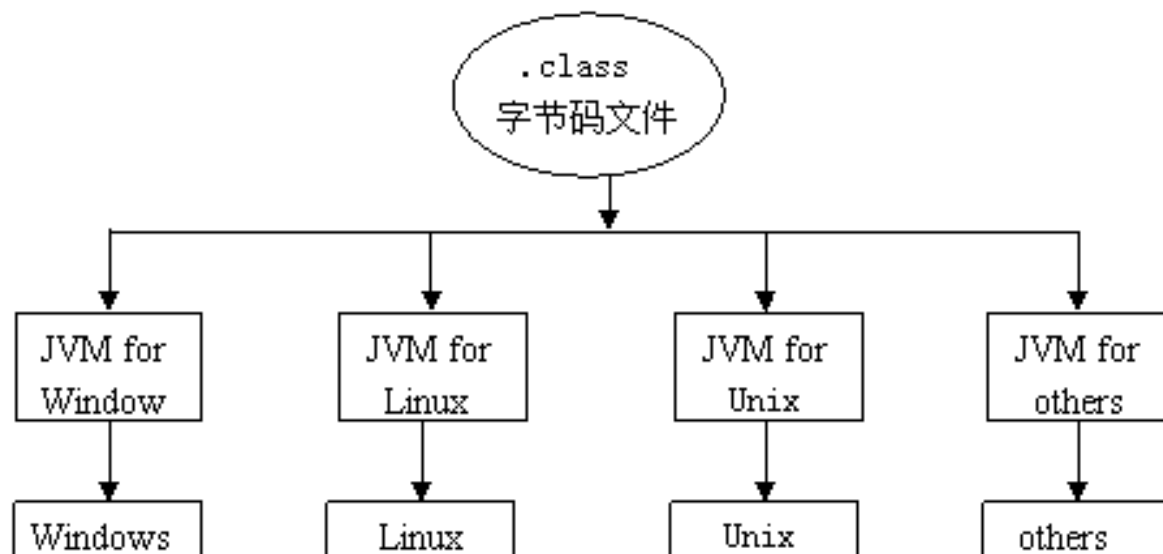 .class
字节码文件
JVM for
Window
JVM for
Linux
JVM for
Unix
JVM for
others
Windows
Linux
Unix
others